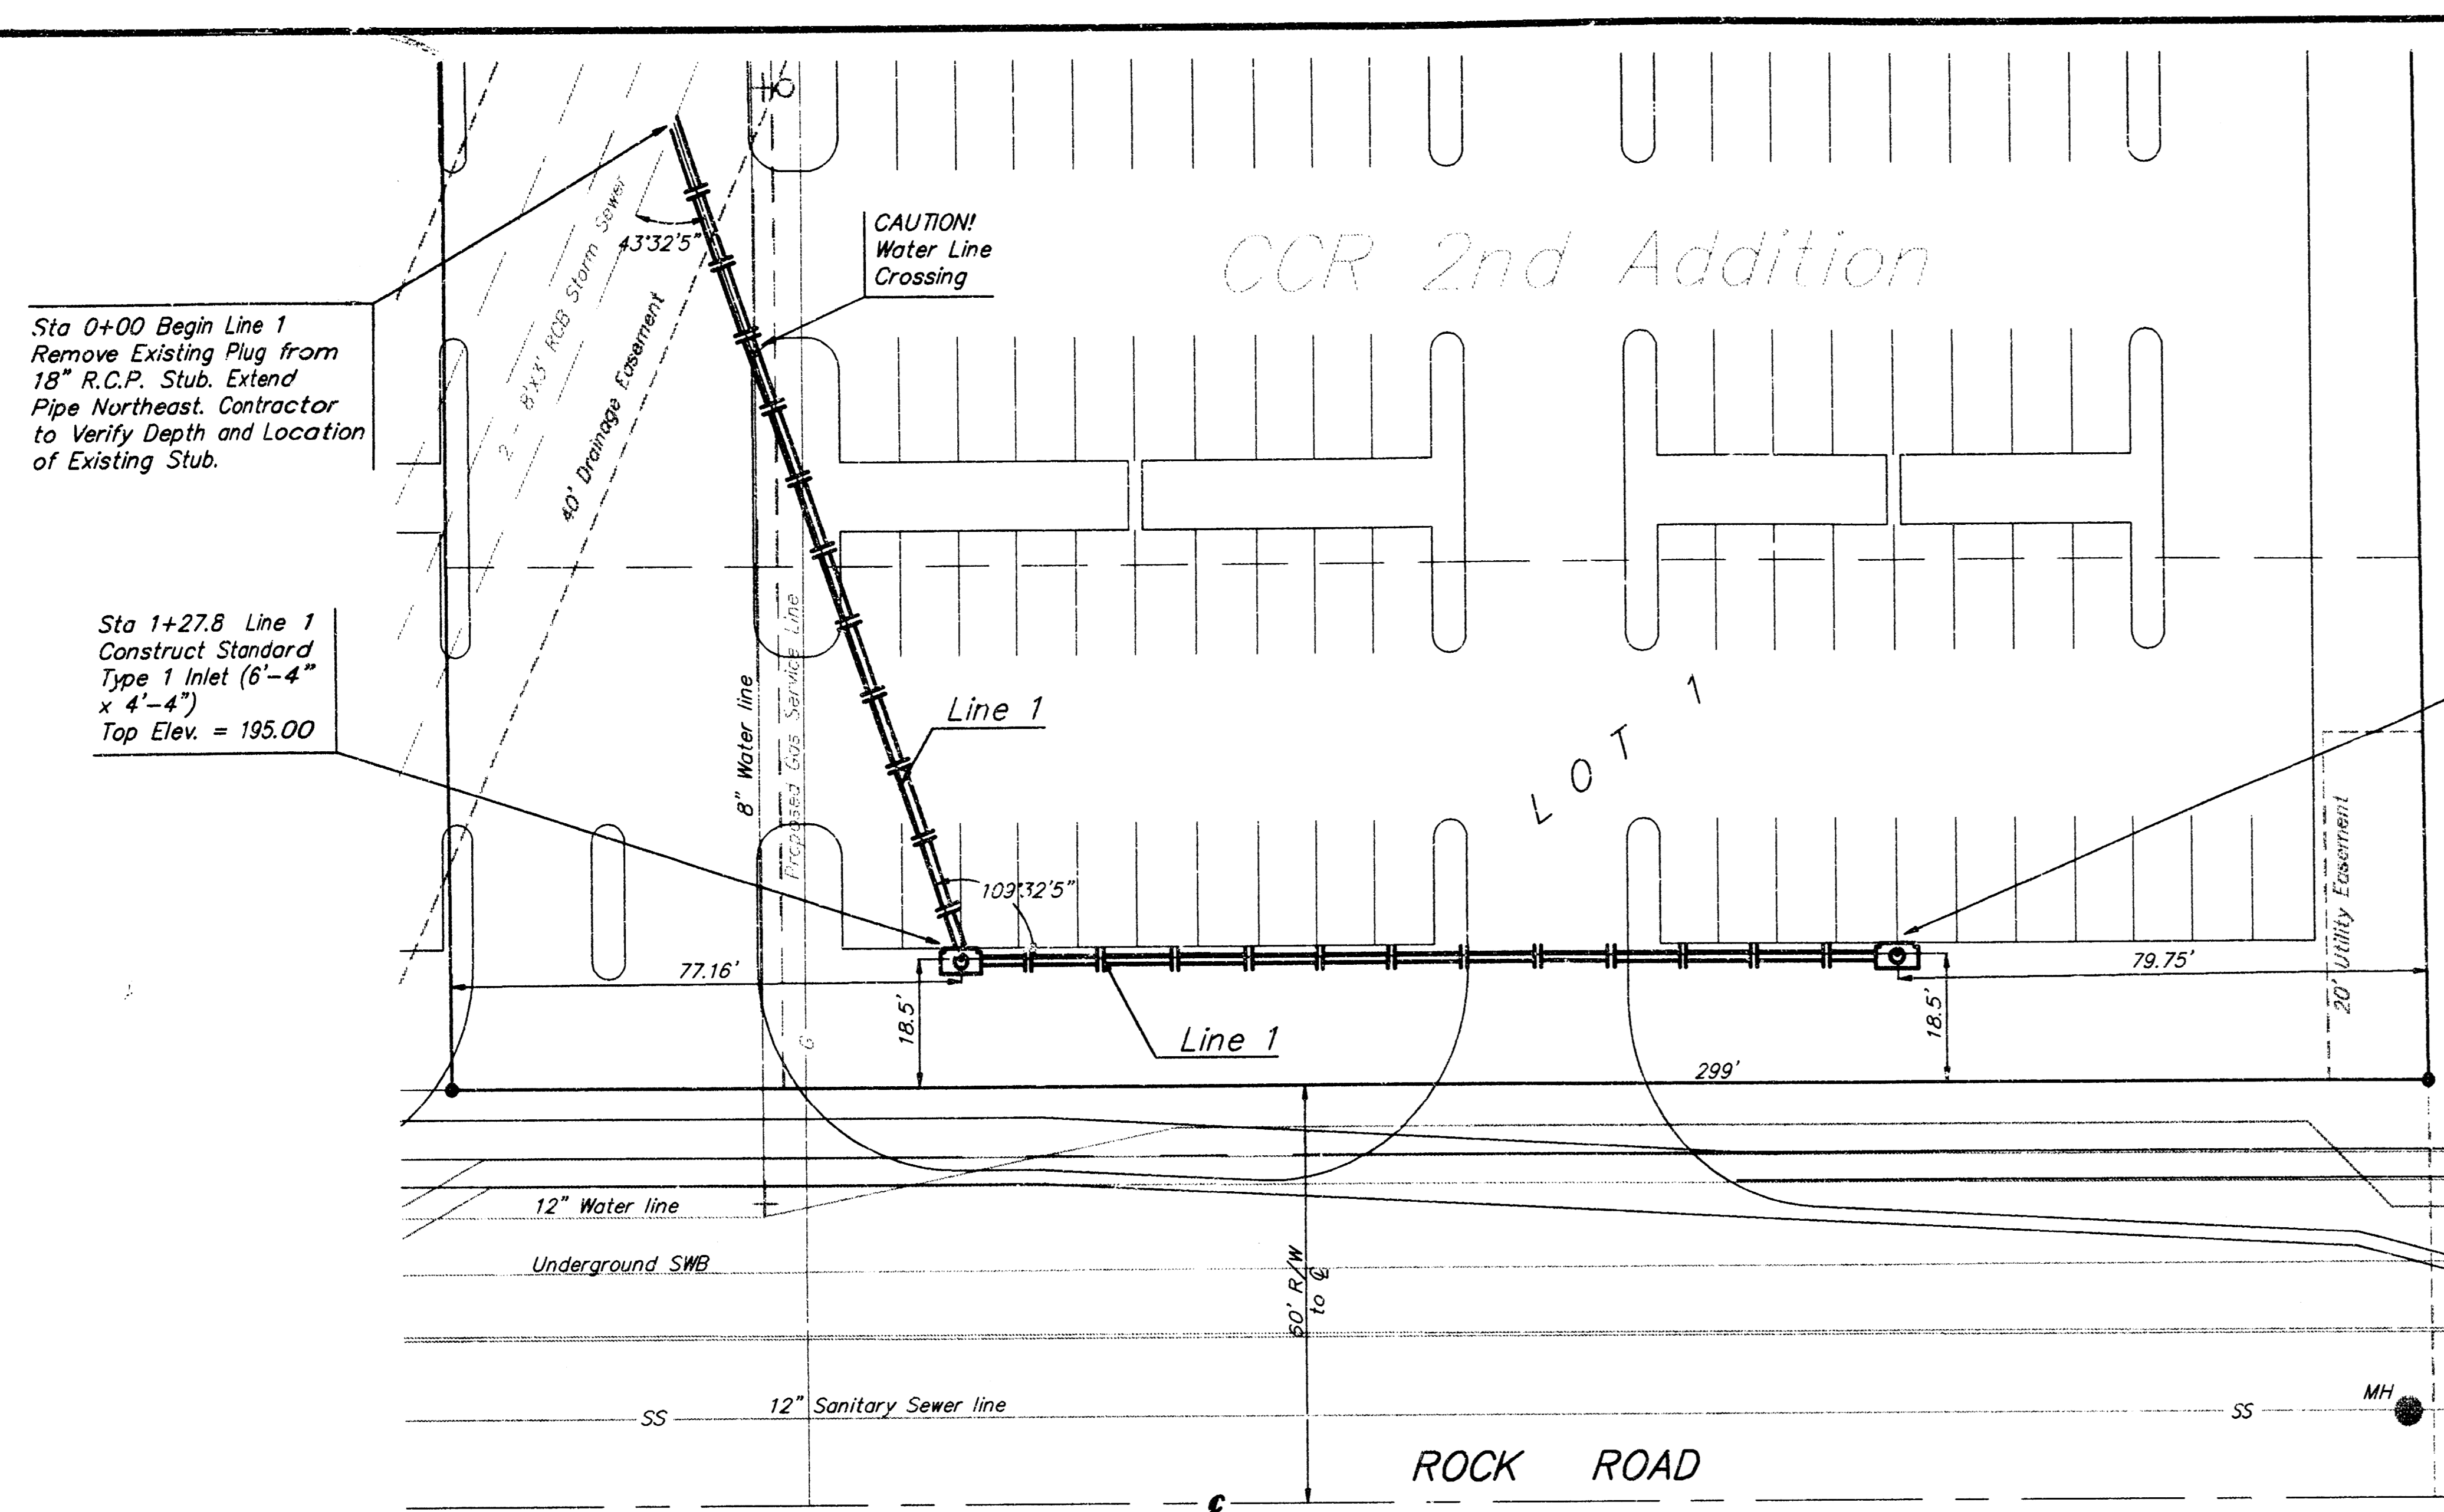 CAUTION!
Water Line
Crossing
43°32'5"
CCR 2nd Addition
2 - 8'x3' RCB Storm Sewer
40' Drainage Easement
Sta 0+00 Begin Line 1
Remove Existing Plug from
18" R.C.P. Stub. Extend
Pipe Northeast. Contractor
to Verify Depth and Location
of Existing Stub.
Sta 1+27.8 Line 1
Construct Standard
Type 1 Inlet (6'-4"
x 4'-4")
Top Elev. = 195.00
8" Water line
Proposed Gas Service Line
Line 1
LOT 1
109°32'5"
20' Utility Easement
77.16'
79.75'
18.5'
18.5'
G
Line 1
299'
12" Water line
Underground SWB
60' R/W
to ℄
SS
12" Sanitary Sewer line
SS
MH
ROCK ROAD
℄